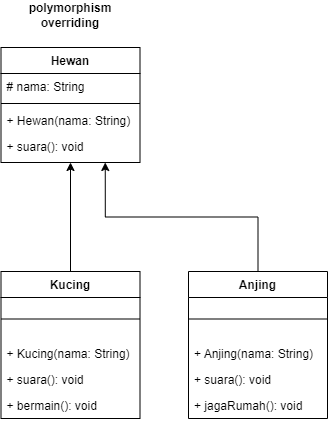 polymorphism
overriding
Hewan
# nama: String
+ Hewan(nama: String)
+ suara(): void
Kucing
+ Kucing(nama: String)
+ suara(): void
+ bermain(): void
Anjing
+ Anjing(nama: String)
+ suara(): void
+ jagaRumah(): void